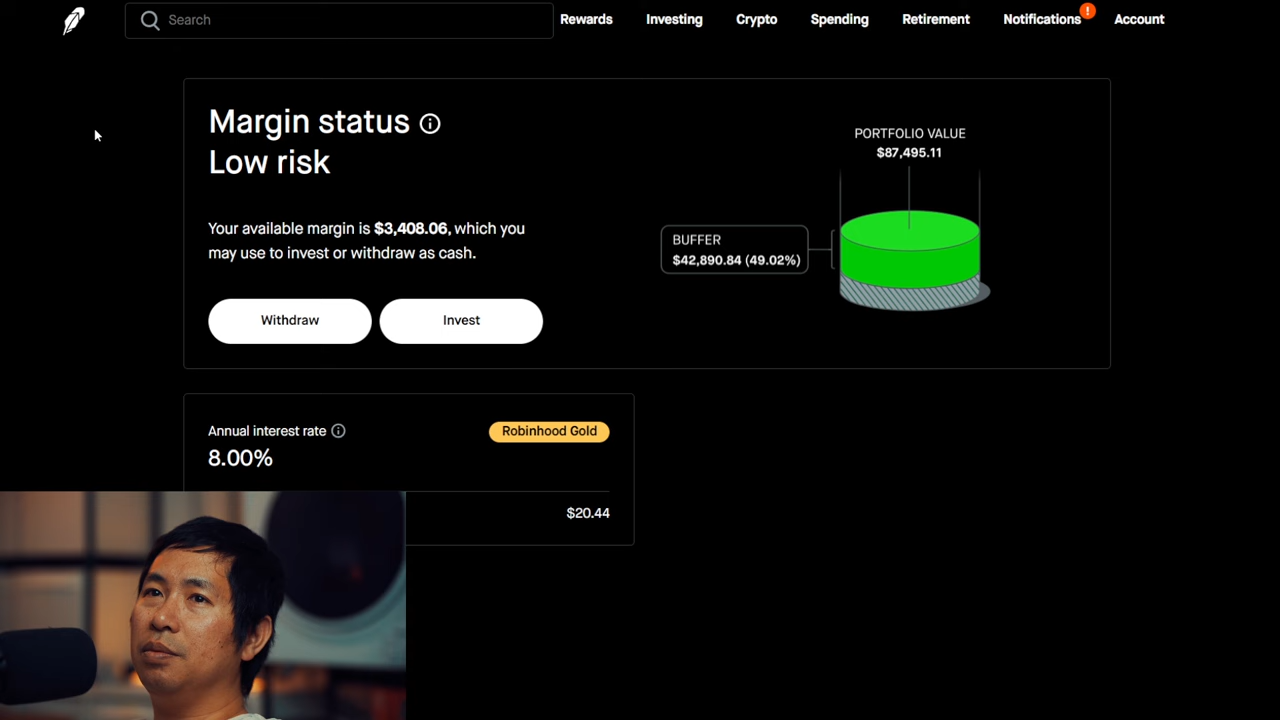 Search
Rewards
Investing
Crypto
Spending
Retirement
Notifications
!
Account
Margin status
Low risk
Your available margin is $3,408.06, which you
may use to invest or withdraw as cash.
Withdraw
Invest
PORTFOLIO VALUE
$87,495.11
BUFFER
$42,890.84 (49.02%)
Annual interest rate
Robinhood Gold
8.00%
$20.44